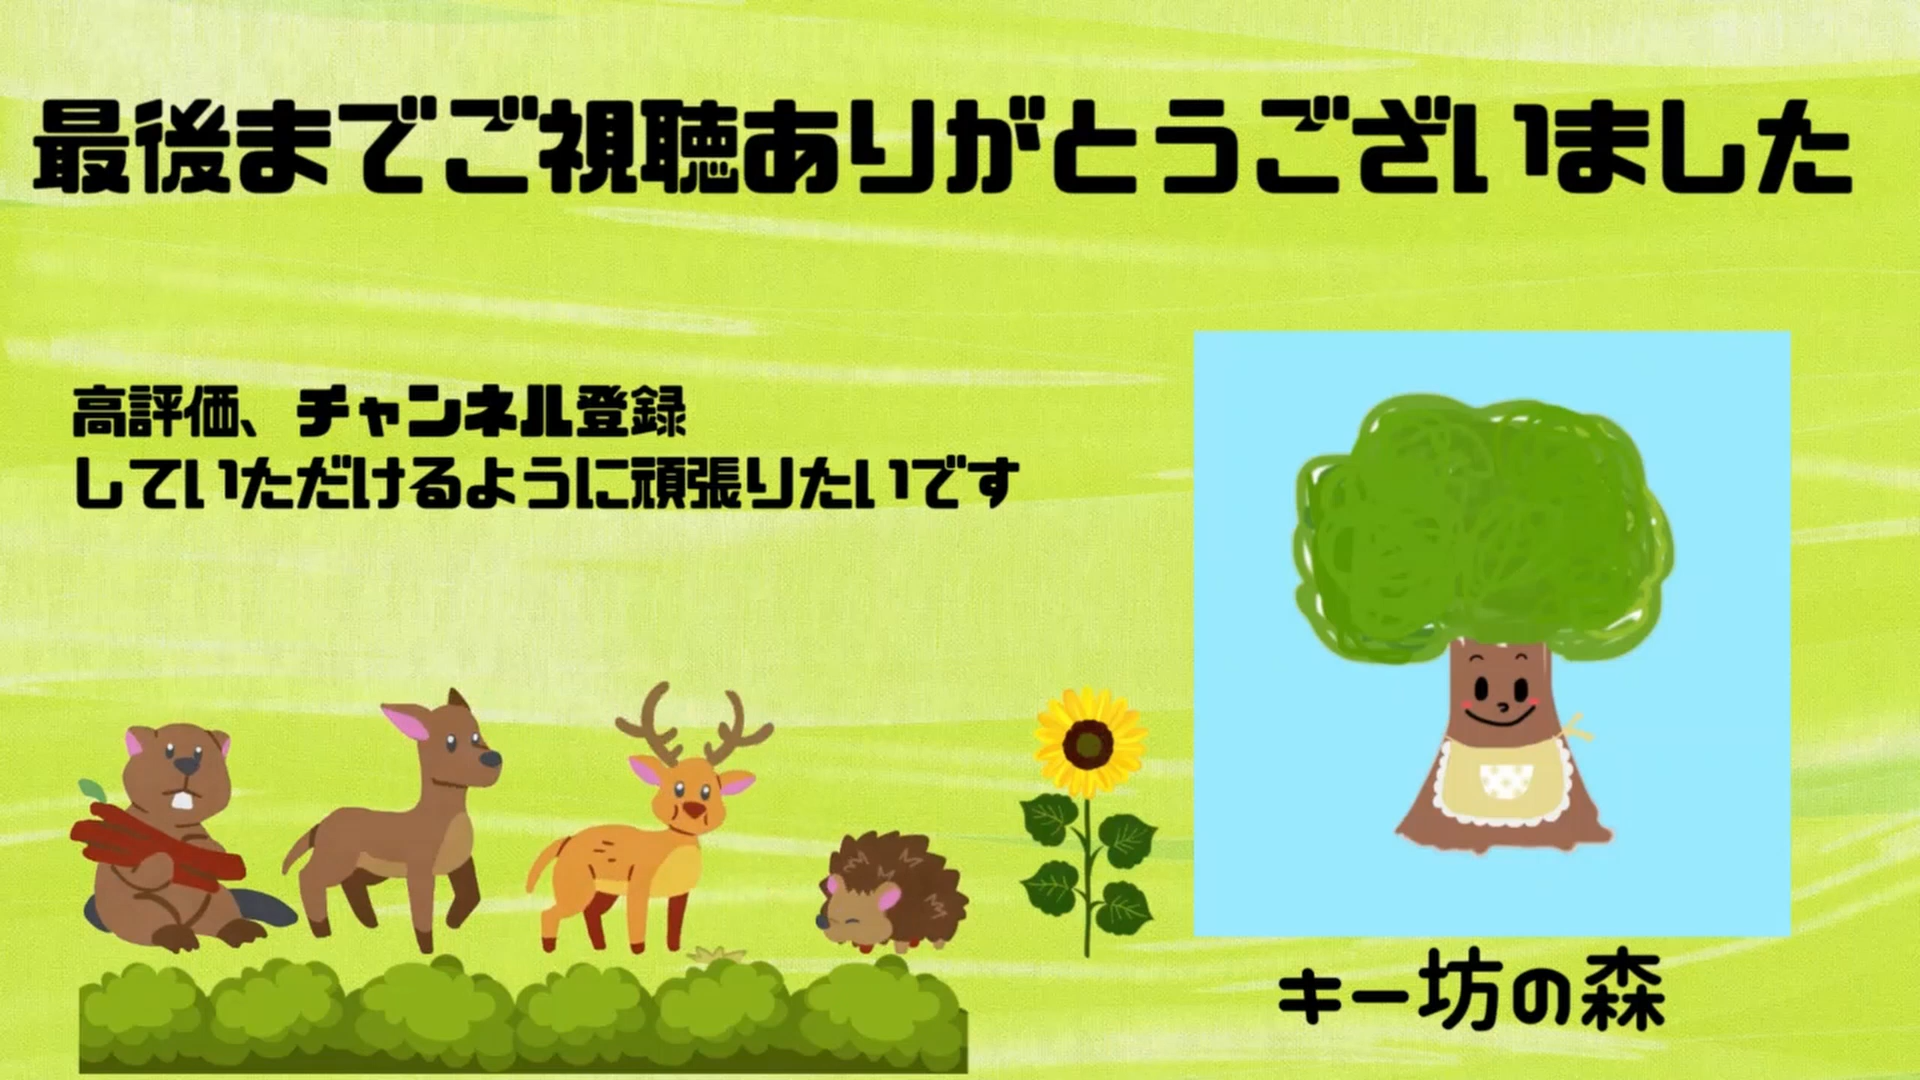 最後までご視聴ありがとうございました
高評価、チャンネル登録
していただけるように頑張りたいです
キー坊の森